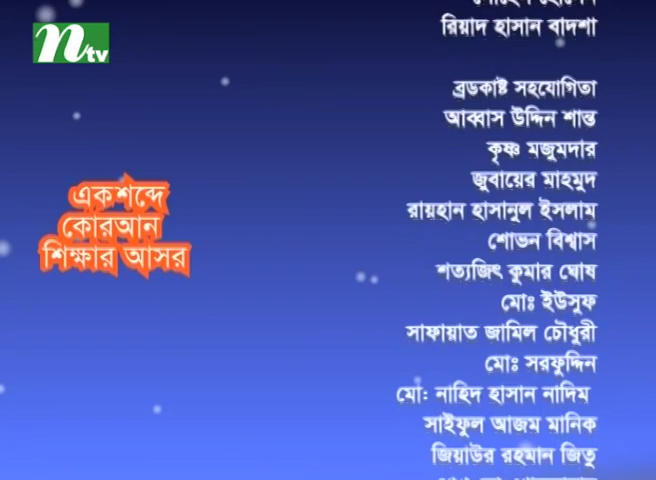 ntv
রিয়াদ হাসান বাদশা
ব্রডকাষ্ট সহযোগিতা
আব্বাস উদ্দিন শান্ত
কৃষ্ণ মজুমদার
জুবায়ের মাহমুদ
রায়হান হাসানুল ইসলাম
শোভন বিশ্বাস
শত্যজিৎ কুমার ঘোষ
মোঃ ইউসুফ
সাফায়াত জামিল চৌধুরী
মোঃ সরফুদ্দিন
মো: নাহিদ হাসান নাদিম
সাইফুল আজম মানিক
জিয়াউর রহমান জিতু
একশব্দে
কোরআন
শিক্ষার আসর